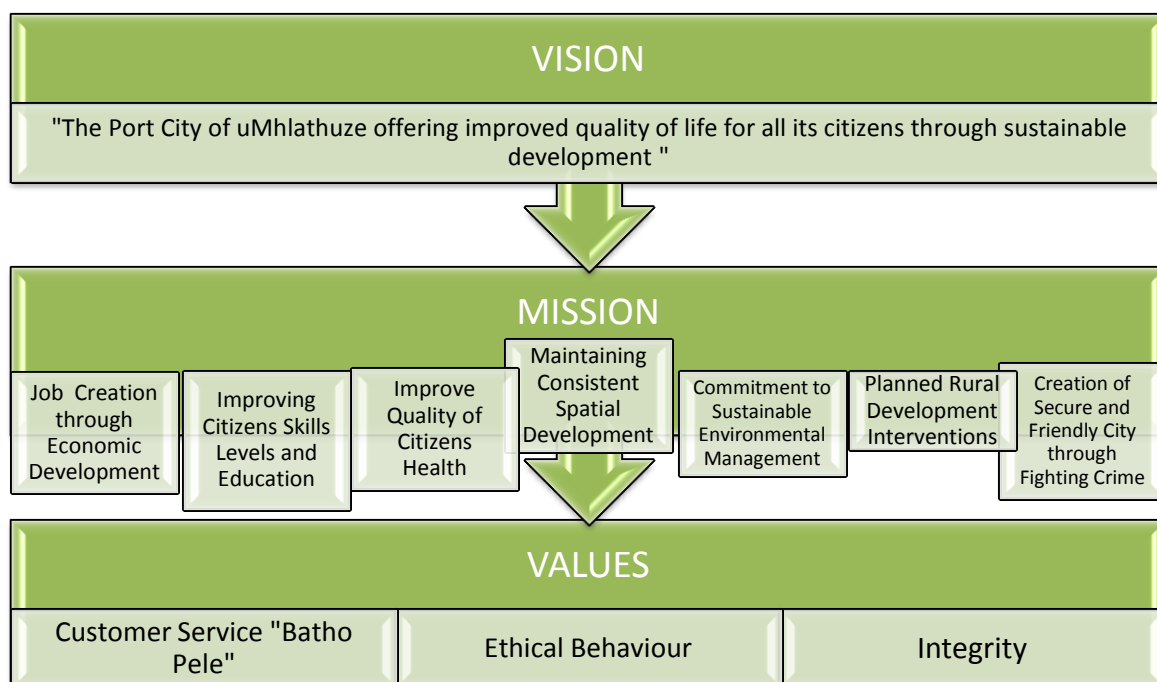 VISION
"The Port City of uMhlathuze offering improved quality of life for all its citizens through sustainable
development "
MISSION
Job Creation
through
Economic
Development
Improving
Citizens Skills
Levels and
Education
Improve
Quality of
Citizens
Health
Maintaining
Consistent
Spatial
Development
Commitment to
Sustainable
Environmental
Management
Planned Rural
Development
Interventions
Creation of
Secure and
Friendly City
through
Fighting Crime
VALUES
Customer Service "Batho
Pele"
Ethical Behaviour
Integrity